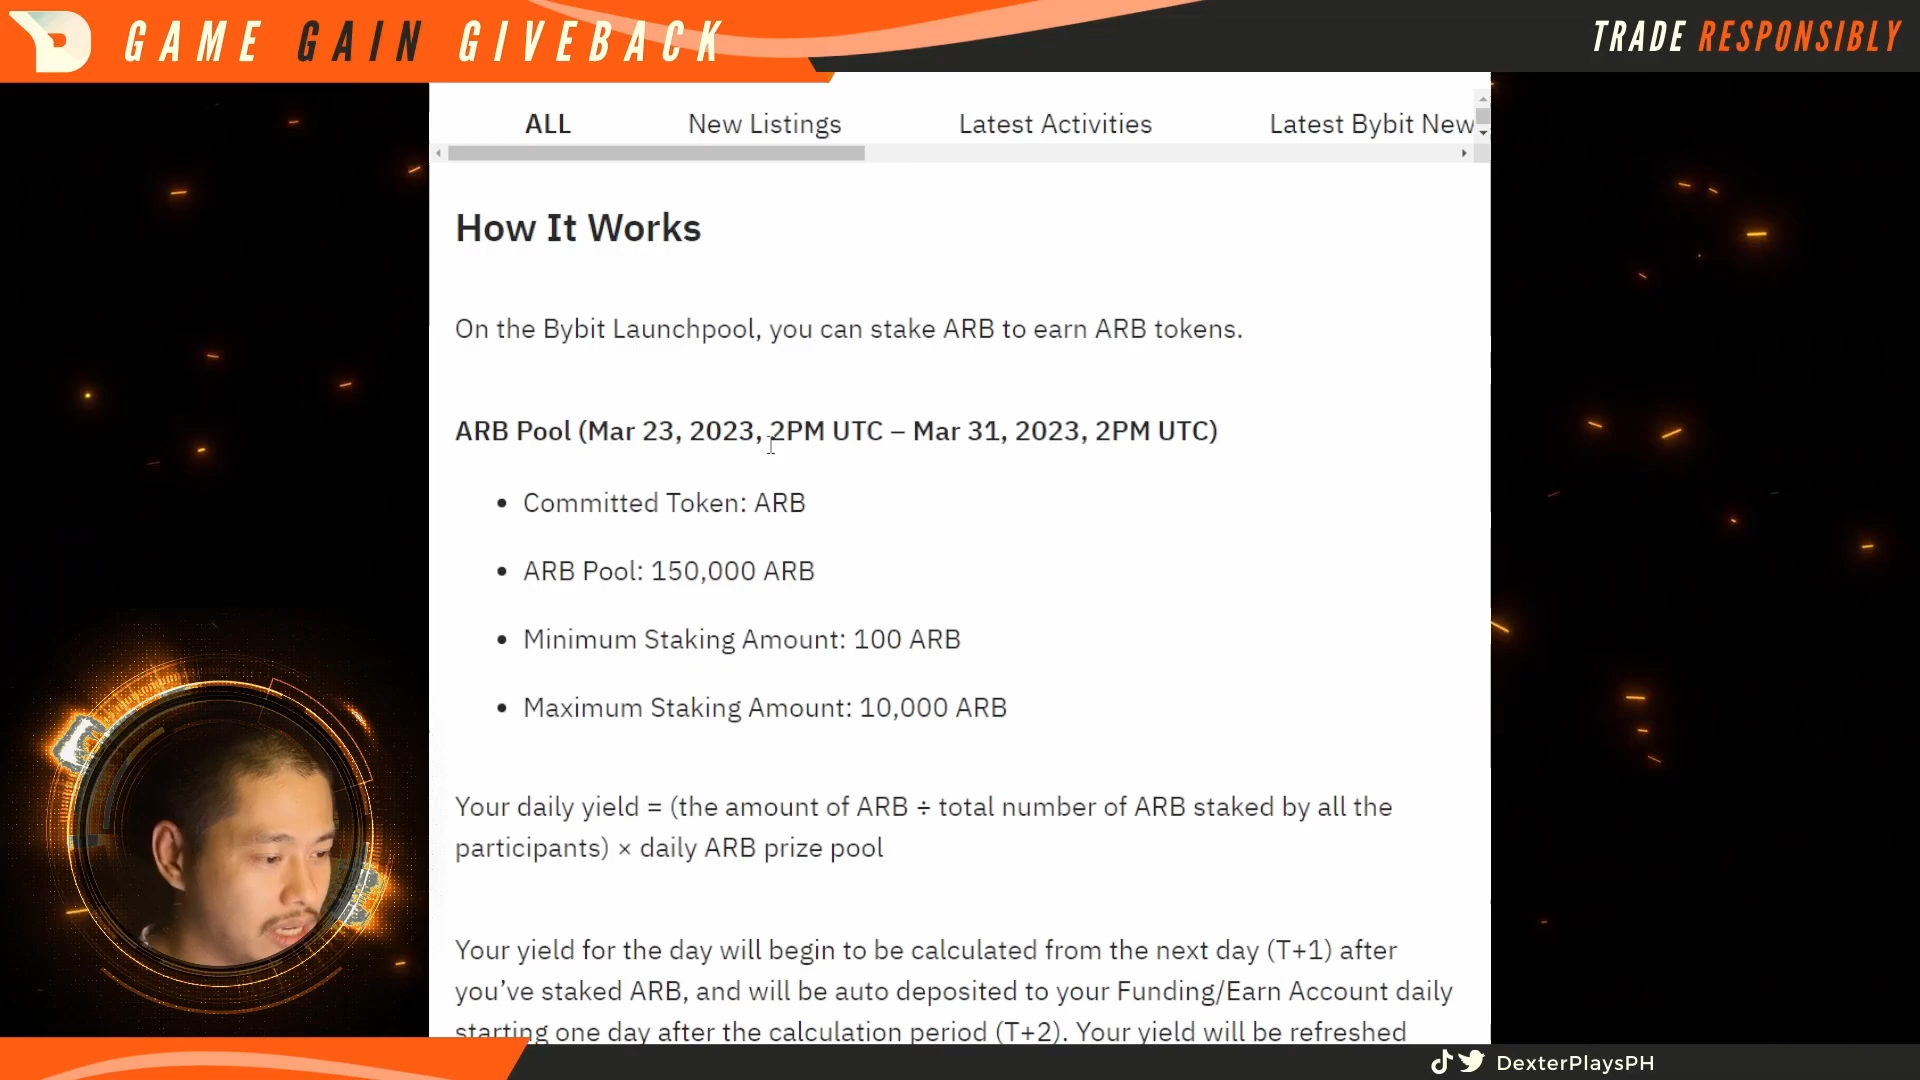 GAME GAIN GIVEBACK
TRADE RESPONSIBLY
ALL New Listings Latest Activities Latest Bybit New
How It Works
On the Bybit Launchpool, you can stake ARB to earn ARB tokens.
ARB Pool (Mar 23, 2023, 2PM UTC – Mar 31, 2023, 2PM UTC)
• Committed Token: ARB
• ARB Pool: 150,000 ARB
• Minimum Staking Amount: 100 ARB
• Maximum Staking Amount: 10,000 ARB
Your daily yield = (the amount of ARB ÷ total number of ARB staked by all the
participants) × daily ARB prize pool
Your yield for the day will begin to be calculated from the next day (T+1) after
you’ve staked ARB, and will be auto deposited to your Funding/Earn Account daily
starting one day after the calculation period (T+2). Your yield will be refreshed
DexterPlaysPH